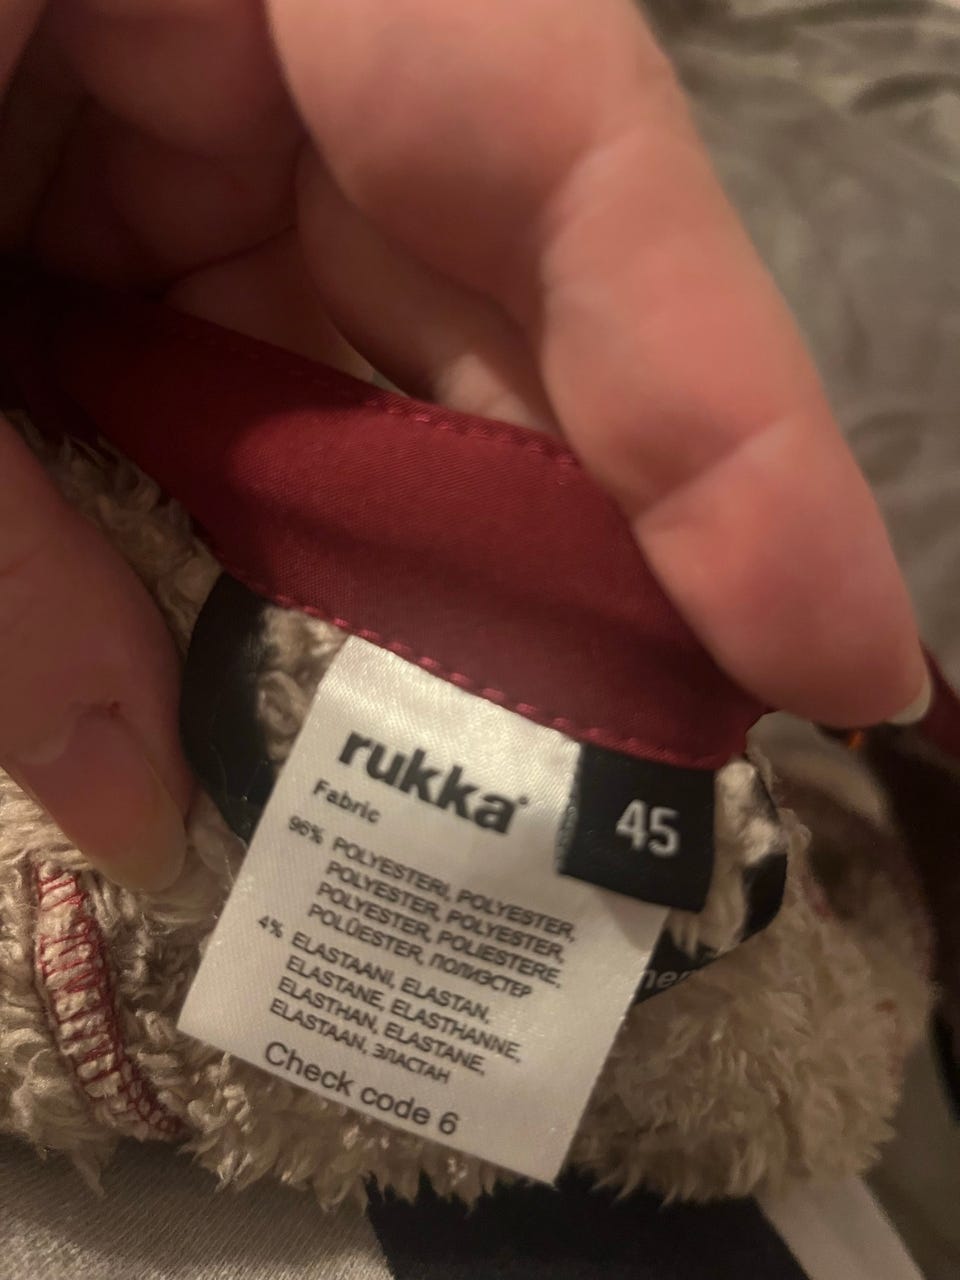 rukka
45
Fabric
96% POLYESTERI, POLYESTER,
POLYESTER, POLYESTER,
POLYESTER, POLIESTERE,
POLÜESTER, ПОЛИЭСТЕР
4% ELASTAANI, ELASTAN,
ELASTANE, ELASTHANNE,
ELASTHAN, ELASTANE,
ELASTAAN, ЭЛАСТАН
Check code 6